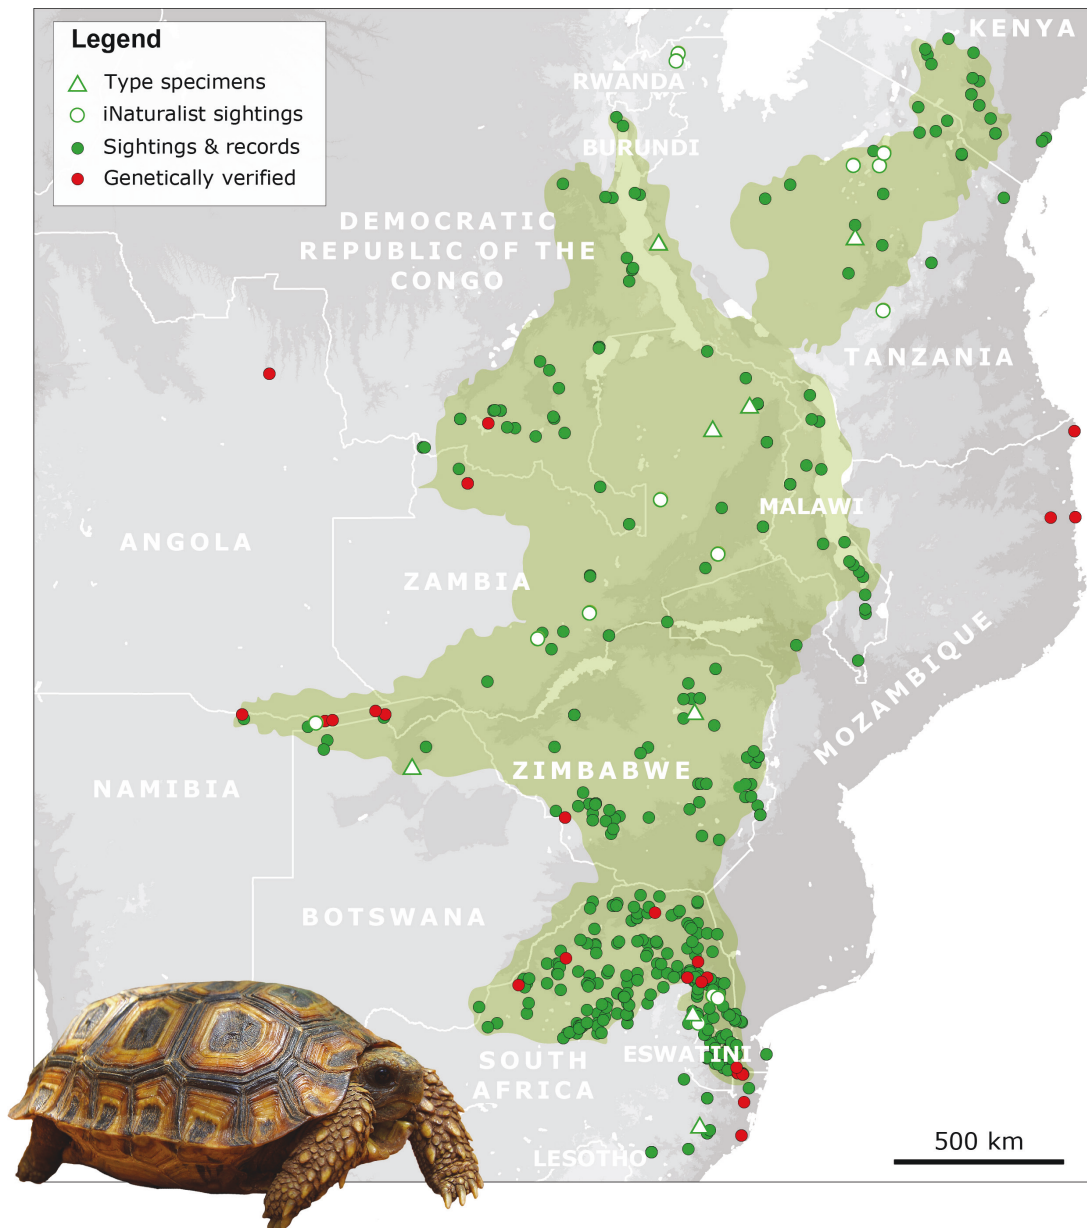 Legend
Type specimens
iNaturalist sightings
Sightings & records
Genetically verified
KENYA
RWANDA
BURUNDI
DEMOCRATIC
REPUBLIC OF THE
CONGO
TANZANIA
MALAWI
ANGOLA
ZAMBIA
MOZAMBIQUE
ZIMBABWE
NAMIBIA
BOTSWANA
SOUTH
AFRICA
ESWATINI
LESOTHO
500 km